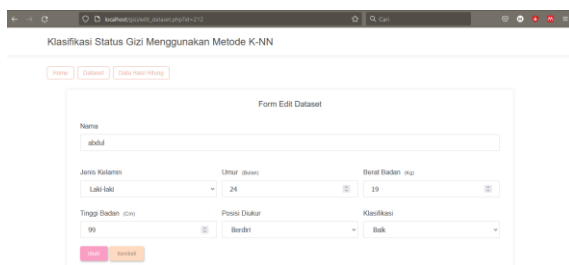 localhost/gizi/edit_dataset.php?id=212
Cari
Klasifikasi Status Gizi Menggunakan Metode K-NN
Home Dataset Data Hasil Hitung
Form Edit Dataset
Nama
abdul
Jenis Kelamin Umur (Bulan) Berat Badan (Kg)
Laki-laki 24 19
Tinggi Badan (Cm) Posisi Diukur Klasifikasi
99 Berdiri Baik
Kembali